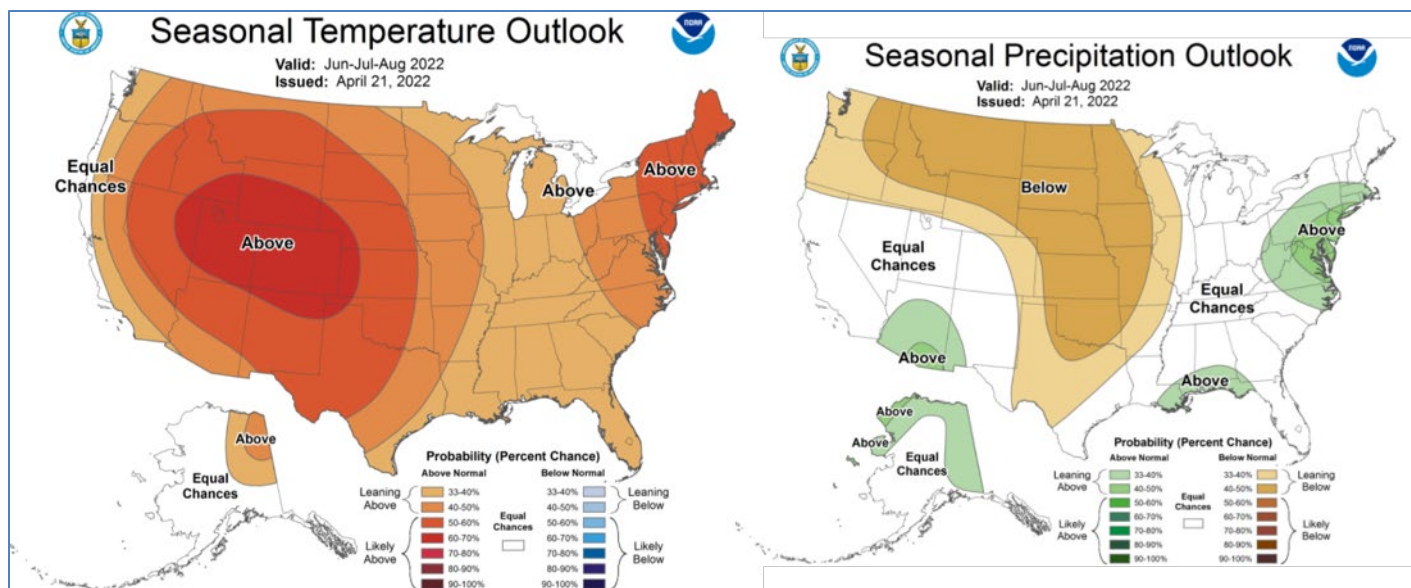 Seasonal Temperature Outlook
NOAA
Valid: Jun-Jul-Aug 2022
Issued: April 21, 2022
Equal
Chances
Above
Above
Above
Above
Equal
Chances
Probability (Percent Chance)
Above Normal
Below Normal
Leaning
Above
33-40%
40-50%
50-60%
60-70%
70-80%
80-90%
90-100%
Likely
Above
Equal
Chances
33-40%
40-50%
50-60%
60-70%
70-80%
80-90%
90-100%
Leaning
Below
Likely
Below
Seasonal Precipitation Outlook
NOAA
Valid: Jun-Jul-Aug 2022
Issued: April 21, 2022
Below
Above
Equal
Chances
Equal
Chances
Above
Above
Above
Above
Equal
Chances
Probability (Percent Chance)
Above Normal
Below Normal
Leaning
Above
33-40%
40-50%
50-60%
60-70%
70-80%
80-90%
90-100%
Likely
Above
Equal
Chances
33-40%
40-50%
50-60%
60-70%
70-80%
80-90%
90-100%
Leaning
Below
Likely
Below